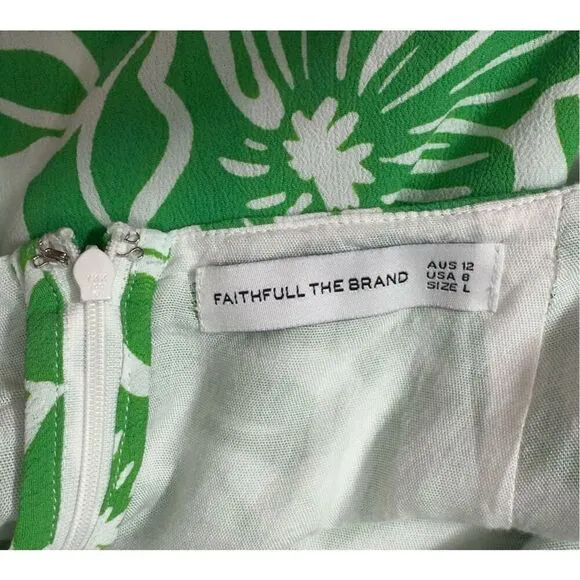 FAITHFULL THE BRAND
AUS 12
USA 8
SIZE L